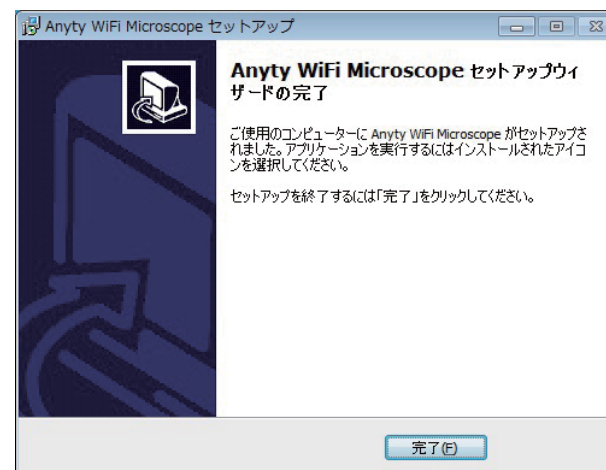 Anyty WiFi Microscope セットアップ
Anyty WiFi Microscope セットアップウィ
ザードの完了
ご使用のコンピューターに Anyty WiFi Microscope がセットアップさ
れました。アプリケーションを実行するにはインストールされたアイコ
ンを選択してください。
セットアップを終了するには「完了」をクリックしてください。
完了(F)